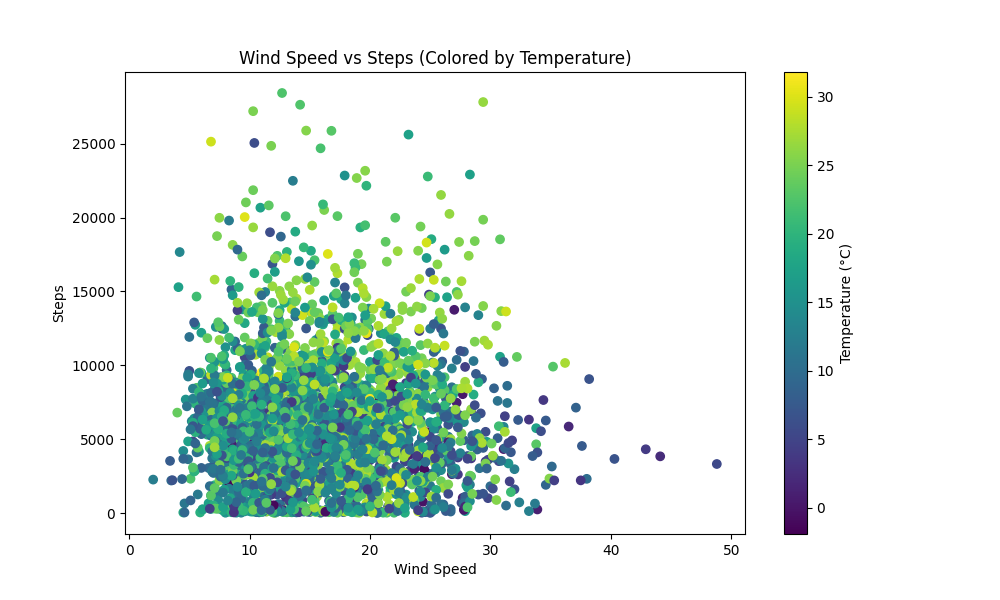 Wind Speed vs Steps (Colored by Temperature)
25000
20000
15000
10000
5000
0
Steps
0 10 20 30 40 50
Wind Speed
30
25
20
15
10
5
0
Temperature (°C)